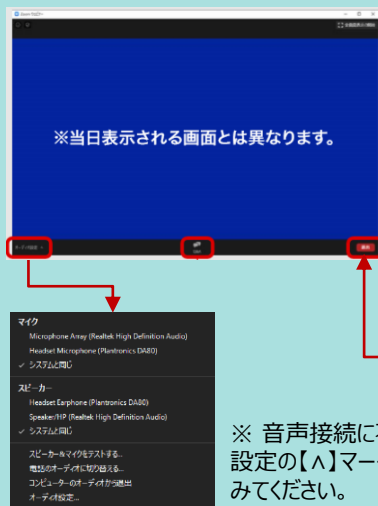 ※当日表示される画面とは異なります。
マイク
Microphone Array (Realtek High Definition Audio)
Headset Microphone (Plantronics DA80)
✓ システムと同じ
スピーカー
Headset Earphone (Plantronics DA80)
Speaker/HP (Realtek High Definition Audio)
✓ システムと同じ
スピーカー&マイクをテストする...
電話のオーディオに切り替える...
コンピューターのオーディオから退出
オーディオ設定...
※ 音声接続に
設定の【∧】マー
みてください。